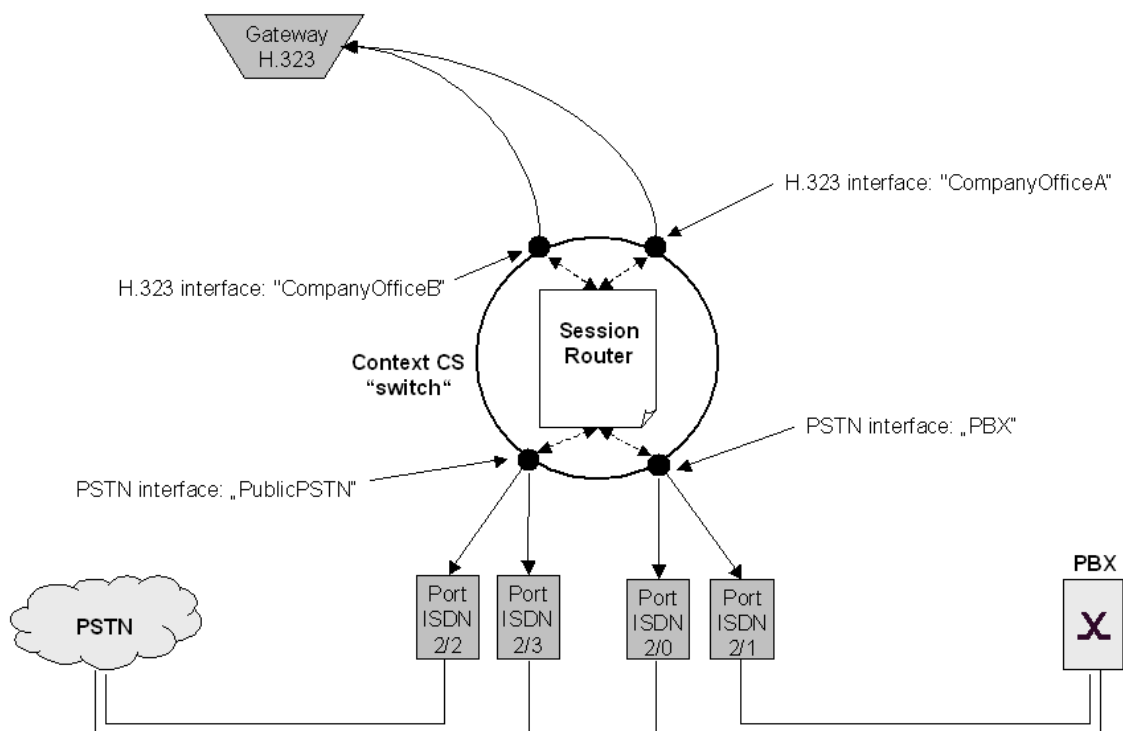 Gateway
H.323
H.323 interface: "CompanyOfficeA"
H.323 interface: "CompanyOfficeB"
Session
Router
Context CS
“switch“
PSTN interface: „PBX”
PSTN interface: „PublicPSTN”
PSTN
Port
ISDN
2/2
Port
ISDN
2/3
Port
ISDN
2/0
Port
ISDN
2/1
PBX
X